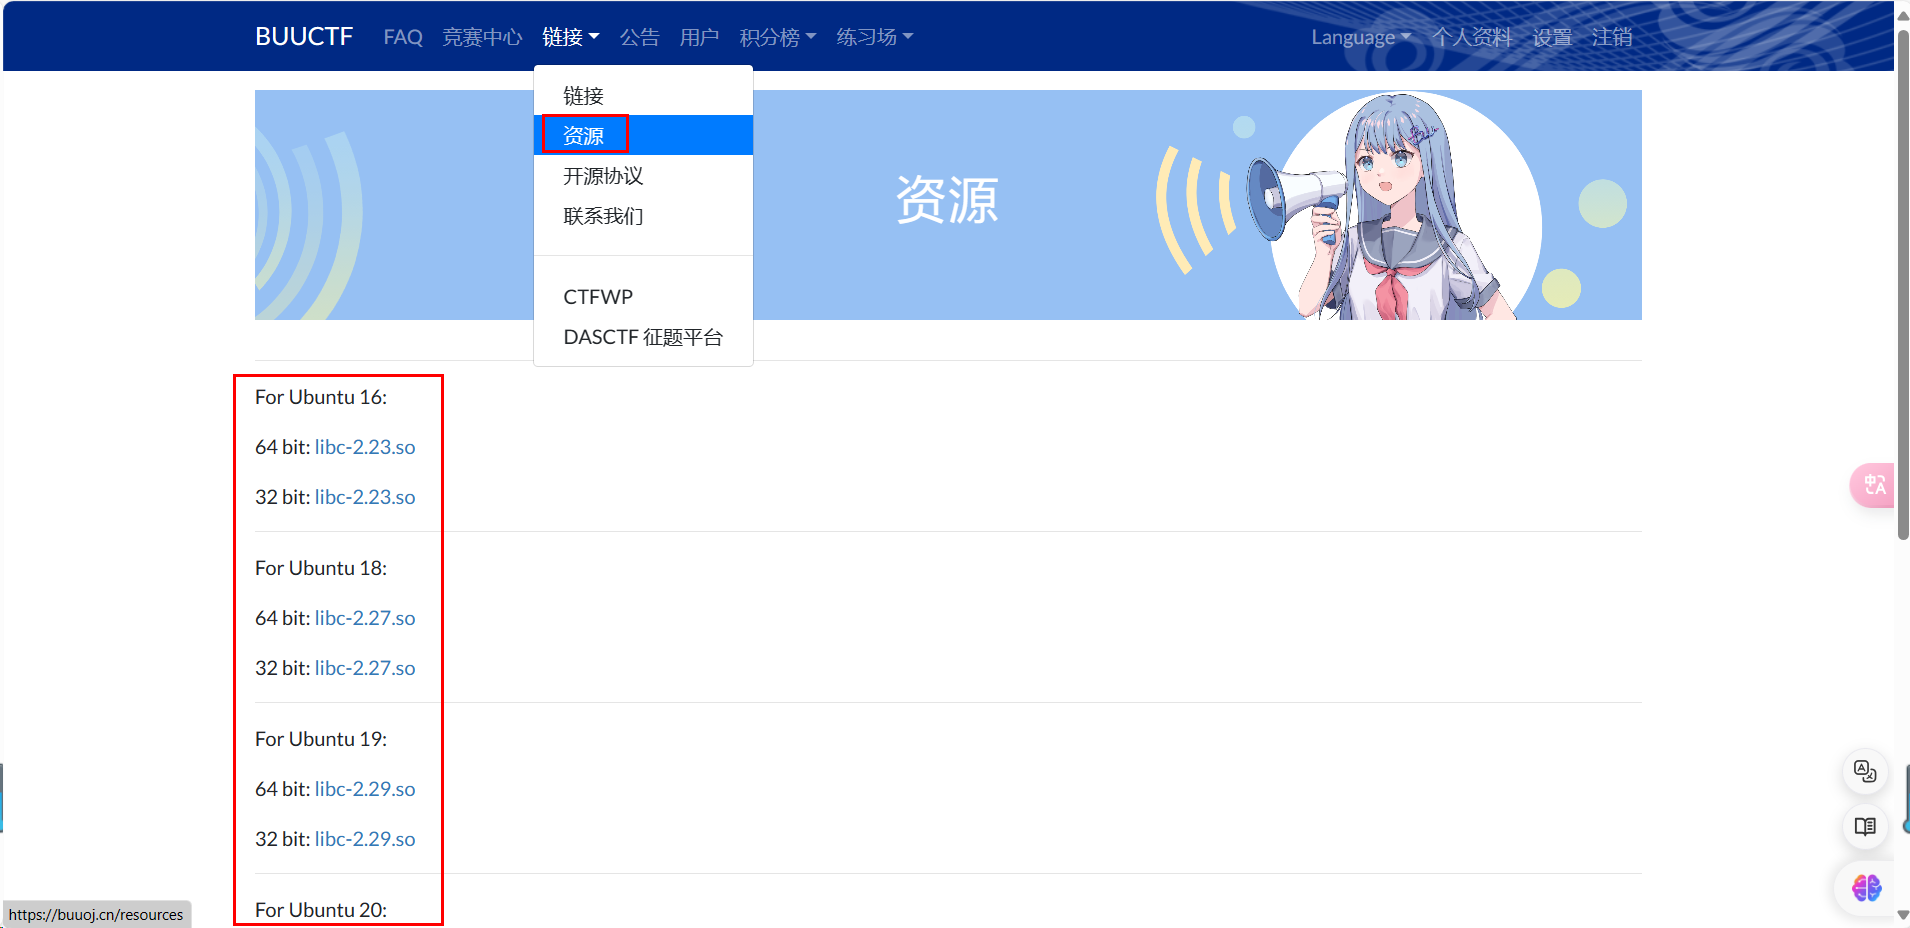 BUUCTF FAQ 竞赛中心 链接 公告 用户 积分榜 练习场 Language 个人资料 设置 注销
链接
资源
开源协议
联系我们
CTFWP
DASCTF 征题平台
资源
For Ubuntu 16:
64 bit: libc-2.23.so
32 bit: libc-2.23.so
For Ubuntu 18:
64 bit: libc-2.27.so
32 bit: libc-2.27.so
For Ubuntu 19:
64 bit: libc-2.29.so
32 bit: libc-2.29.so
For Ubuntu 20:
https://buuoj.cn/resources